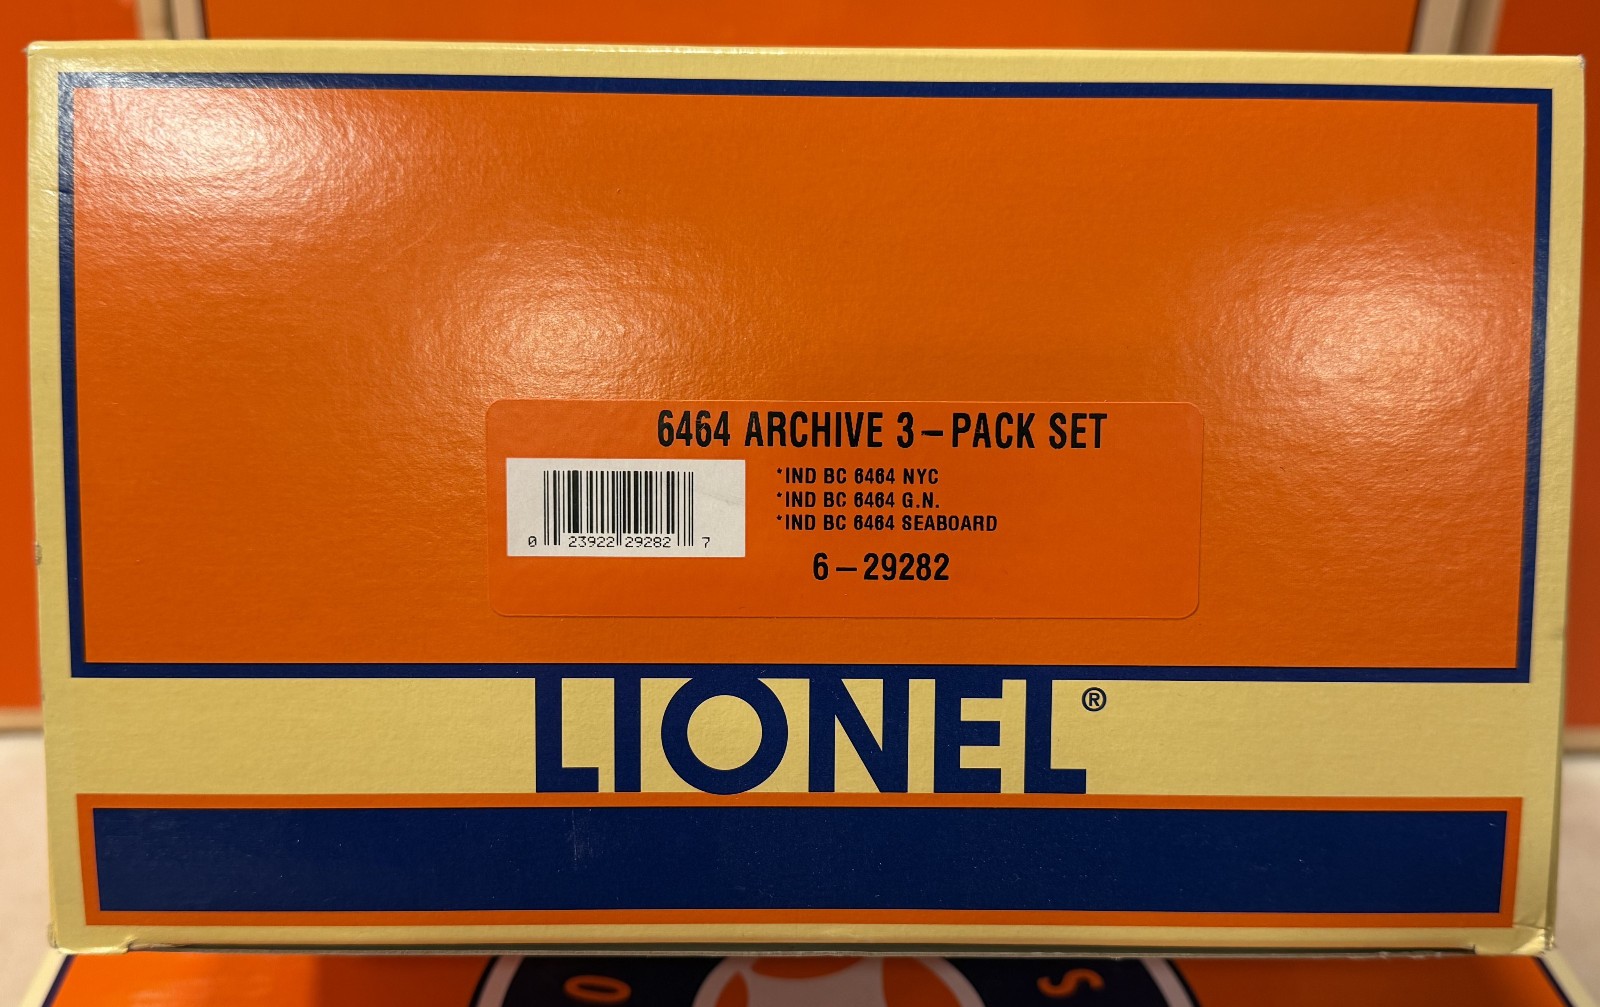 6464 ARCHIVE 3-PACK SET
*IND BC 6464 NYC
*IND BC 6464 G.N.
*IND BC 6464 SEABOARD
0 23922 29282 7
6-29282
LIONEL®
O S